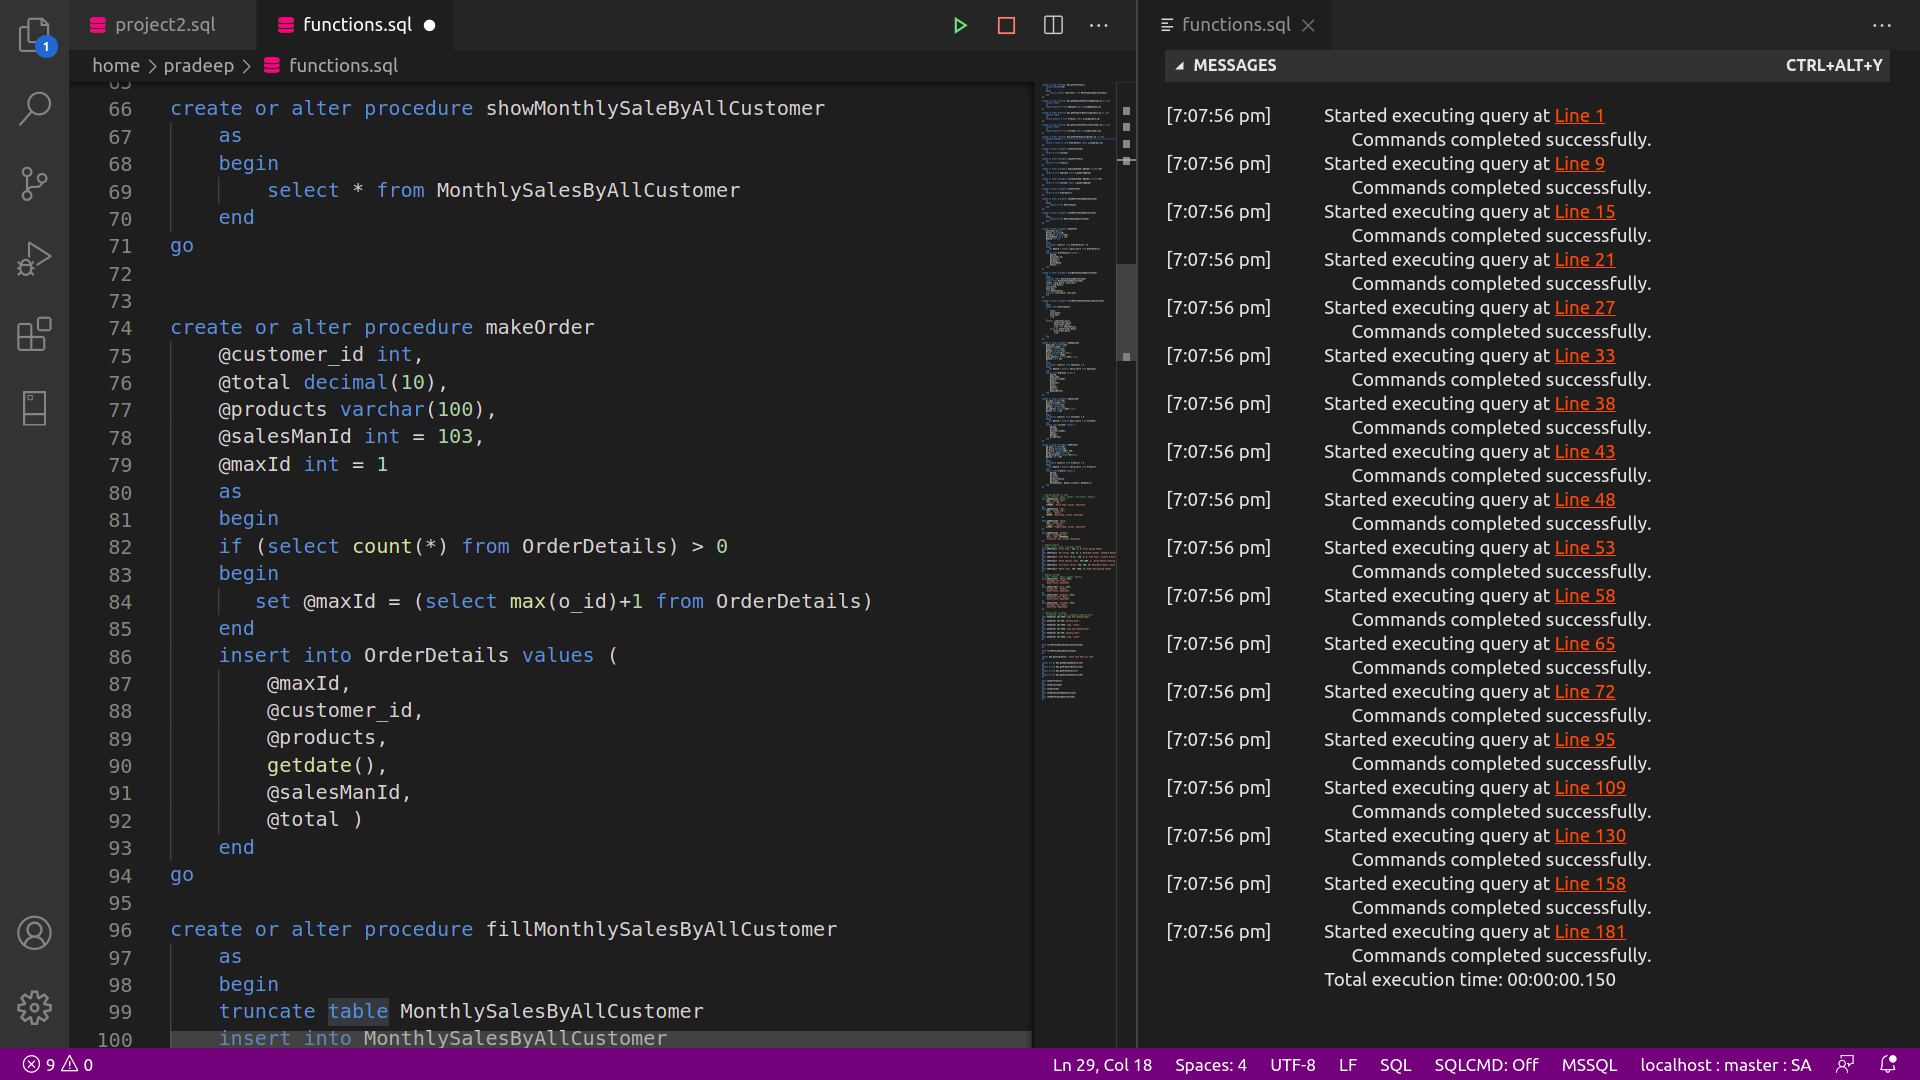 1
project2.sql
functions.sql
functions.sql
home
pradeep
functions.sql
MESSAGES
CTRL+ALT+Y
65
66 create or alter procedure showMonthlySaleByAllCustomer
67 as
68 begin
69 select * from MonthlySalesByAllCustomer
70 end
71 go
72
73
74 create or alter procedure makeOrder
75 @customer_id int,
76 @total decimal(10),
77 @products varchar(100),
78 @salesManId int = 103,
79 @maxId int = 1
80 as
81 begin
82 if (select count(*) from OrderDetails) > 0
83 begin
84 set @maxId = (select max(o_id)+1 from OrderDetails)
85 end
86 insert into OrderDetails values (
87 @maxId,
88 @customer_id,
89 @products,
90 getdate(),
91 @salesManId,
92 @total )
93 end
94 go
95
96 create or alter procedure fillMonthlySalesByAllCustomer
97 as
98 begin
99 truncate table MonthlySalesByAllCustomer
100 insert into MonthlySalesByAllCustomer
[7:07:56 pm] Started executing query at Line 1
Commands completed successfully.
[7:07:56 pm] Started executing query at Line 9
Commands completed successfully.
[7:07:56 pm] Started executing query at Line 15
Commands completed successfully.
[7:07:56 pm] Started executing query at Line 21
Commands completed successfully.
[7:07:56 pm] Started executing query at Line 27
Commands completed successfully.
[7:07:56 pm] Started executing query at Line 33
Commands completed successfully.
[7:07:56 pm] Started executing query at Line 38
Commands completed successfully.
[7:07:56 pm] Started executing query at Line 43
Commands completed successfully.
[7:07:56 pm] Started executing query at Line 48
Commands completed successfully.
[7:07:56 pm] Started executing query at Line 53
Commands completed successfully.
[7:07:56 pm] Started executing query at Line 58
Commands completed successfully.
[7:07:56 pm] Started executing query at Line 65
Commands completed successfully.
[7:07:56 pm] Started executing query at Line 72
Commands completed successfully.
[7:07:56 pm] Started executing query at Line 95
Commands completed successfully.
[7:07:56 pm] Started executing query at Line 109
Commands completed successfully.
[7:07:56 pm] Started executing query at Line 130
Commands completed successfully.
[7:07:56 pm] Started executing query at Line 158
Commands completed successfully.
[7:07:56 pm] Started executing query at Line 181
Commands completed successfully.
Total execution time: 00:00:00.150
9 0 Ln 29, Col 18 Spaces: 4 UTF-8 LF SQL SQLCMD: Off MSSQL localhost : master : SA